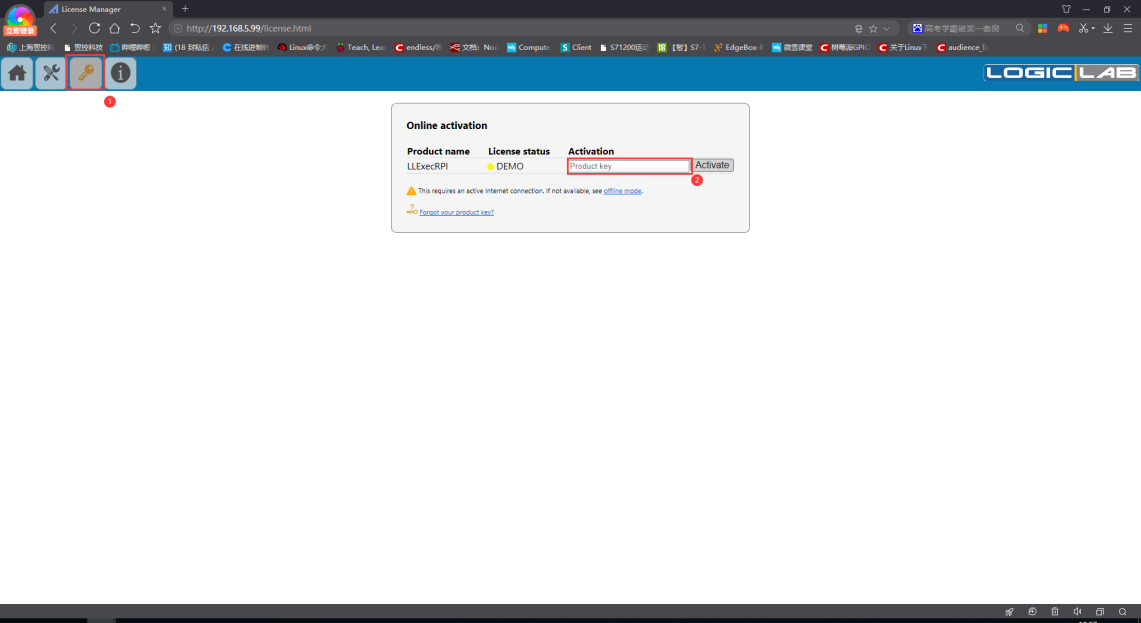 License Manager
立即登录
http://192.168.5.99/license.html
高考学霸被奖一套房
上海翌控科 翌控科技 哔哩哔哩 (18 封私信 在线进制转 Linux命令大 Teach, Lea endless/ 文档: Nod Compute Client S71200运动 【智】S7-1 EdgeBox-R 微雪课堂 树莓派GPIO 关于Linux下 audience_f
LOGIC LAB
1
Online activation
Product name License status Activation
LLExecRPI DEMO Product key Activate
2
This requires an active Internet connection. If not available, see offline mode.
Forgot your product key?